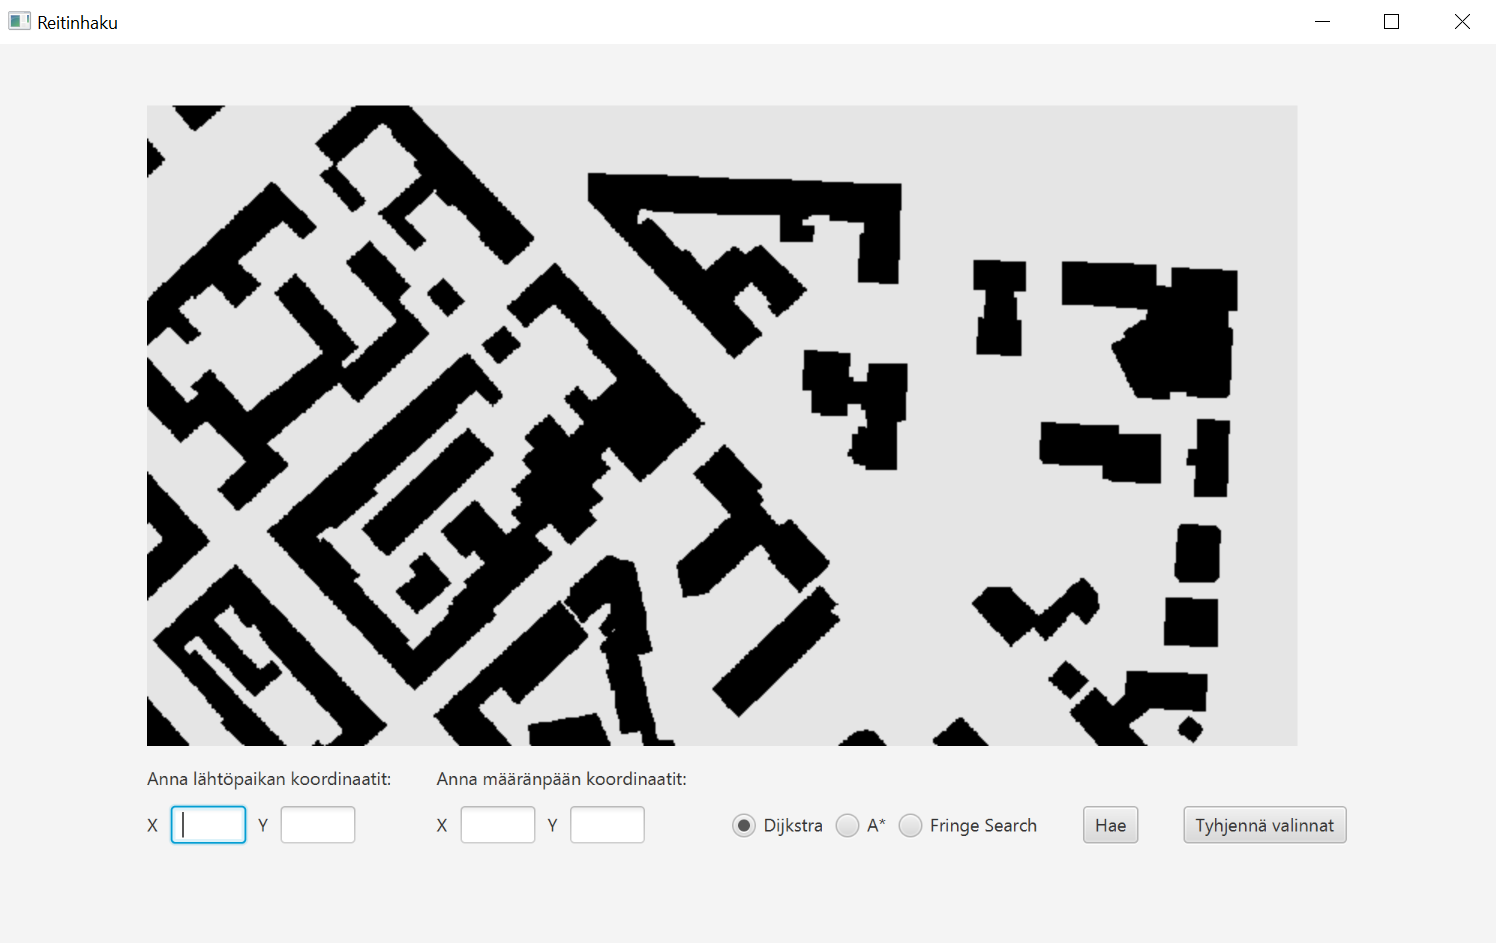 Reitinhaku
Anna lähtöpaikan koordinaatit: Anna määränpään koordinaatit:
X Y X Y Dijkstra A* Fringe Search Hae Tyhjennä valinnat